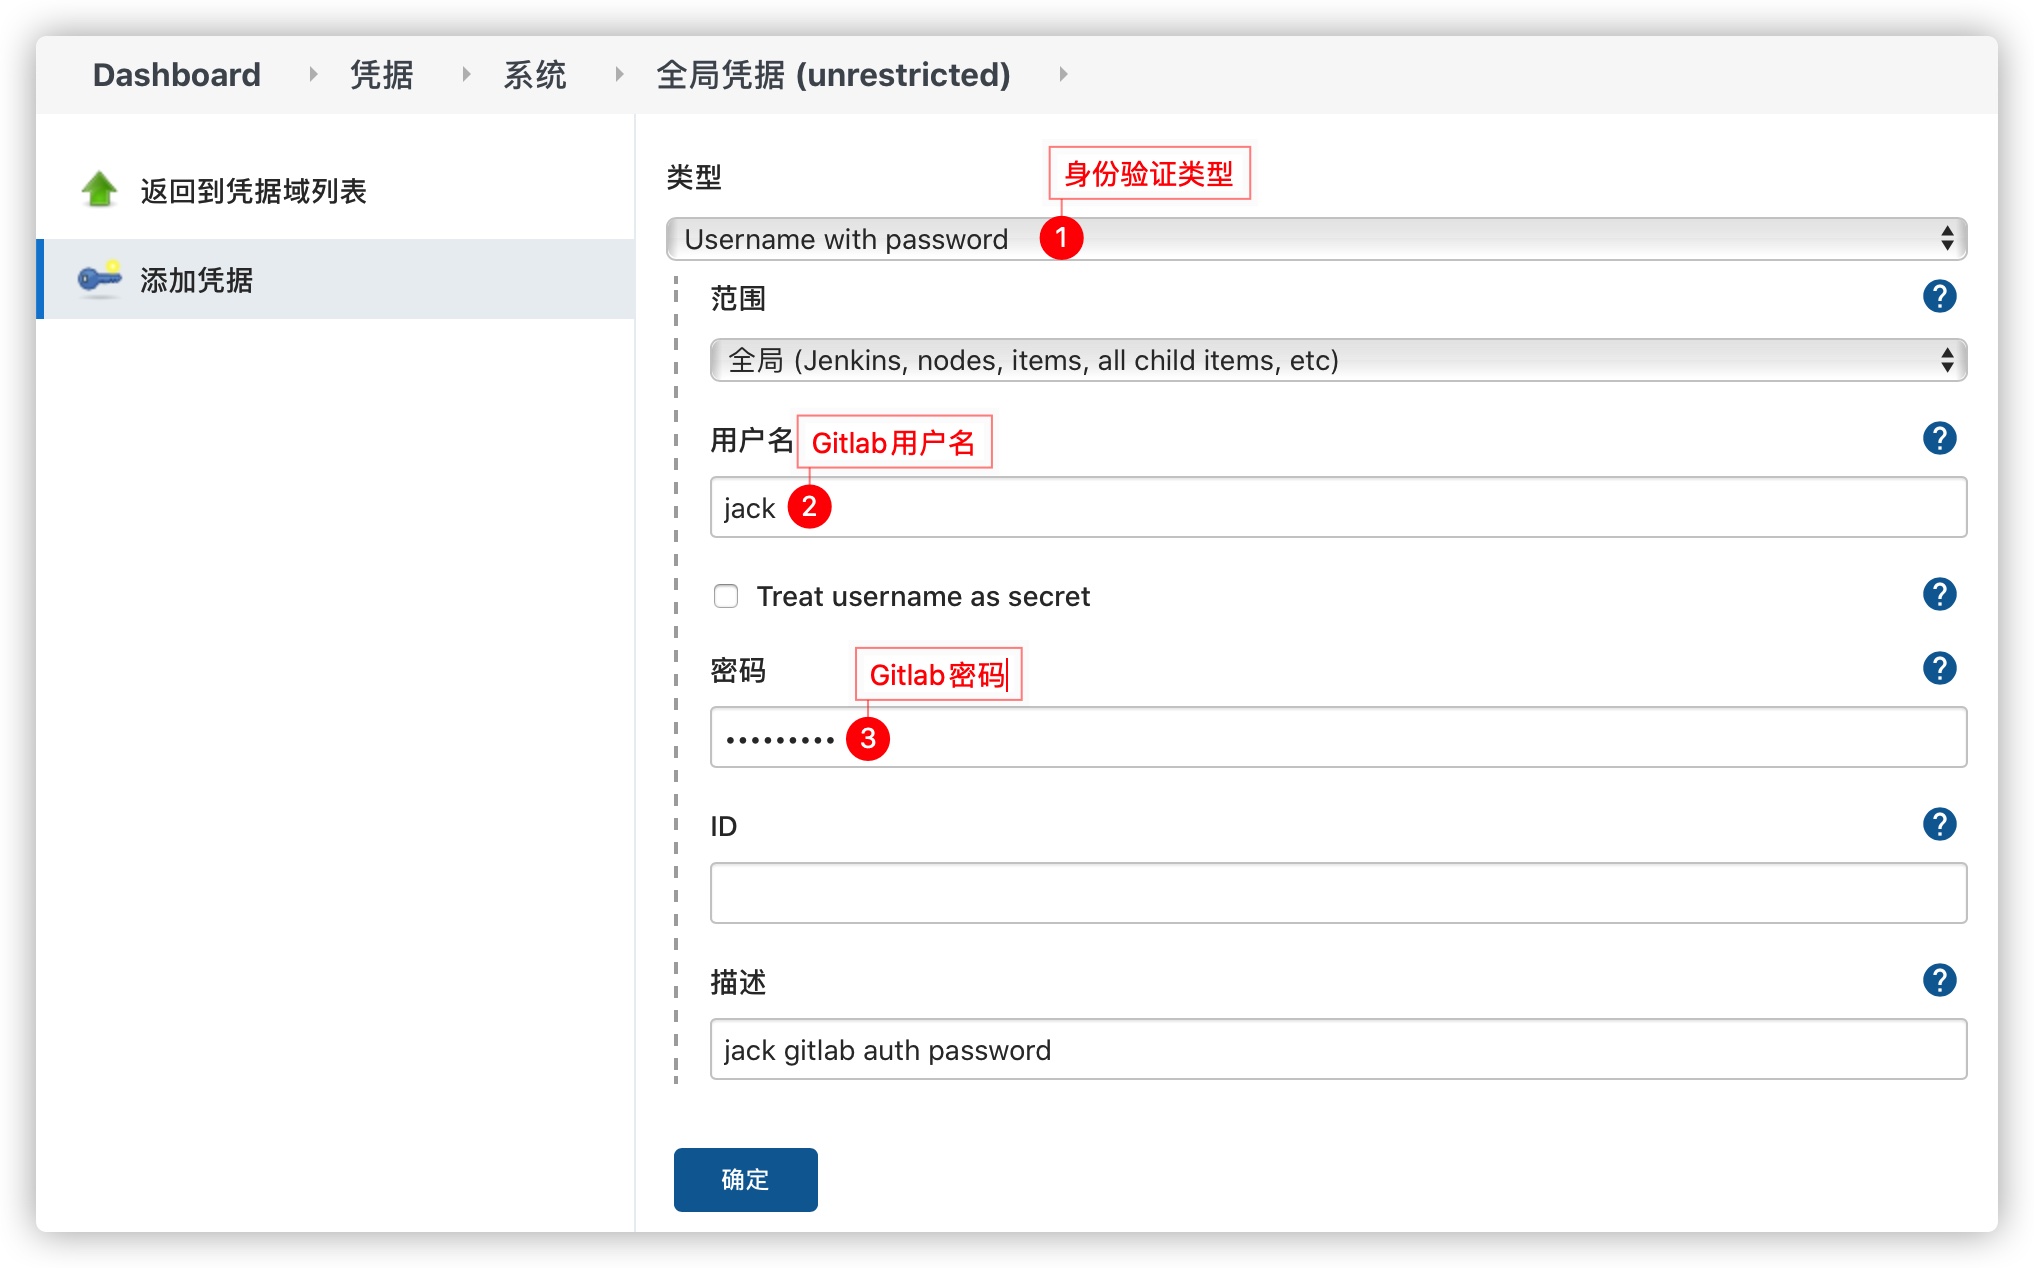 Dashboard 凭据 系统 全局凭据 (unrestricted)
返回到凭据域列表
添加凭据
类型
身份验证类型
Username with password
1
范围
?
全局 (Jenkins, nodes, items, all child items, etc)
用户名
Gitlab用户名
?
jack
2
Treat username as secret
?
密码
Gitlab密码
?
•••••••••
3
ID
?
描述
?
jack gitlab auth password
确定